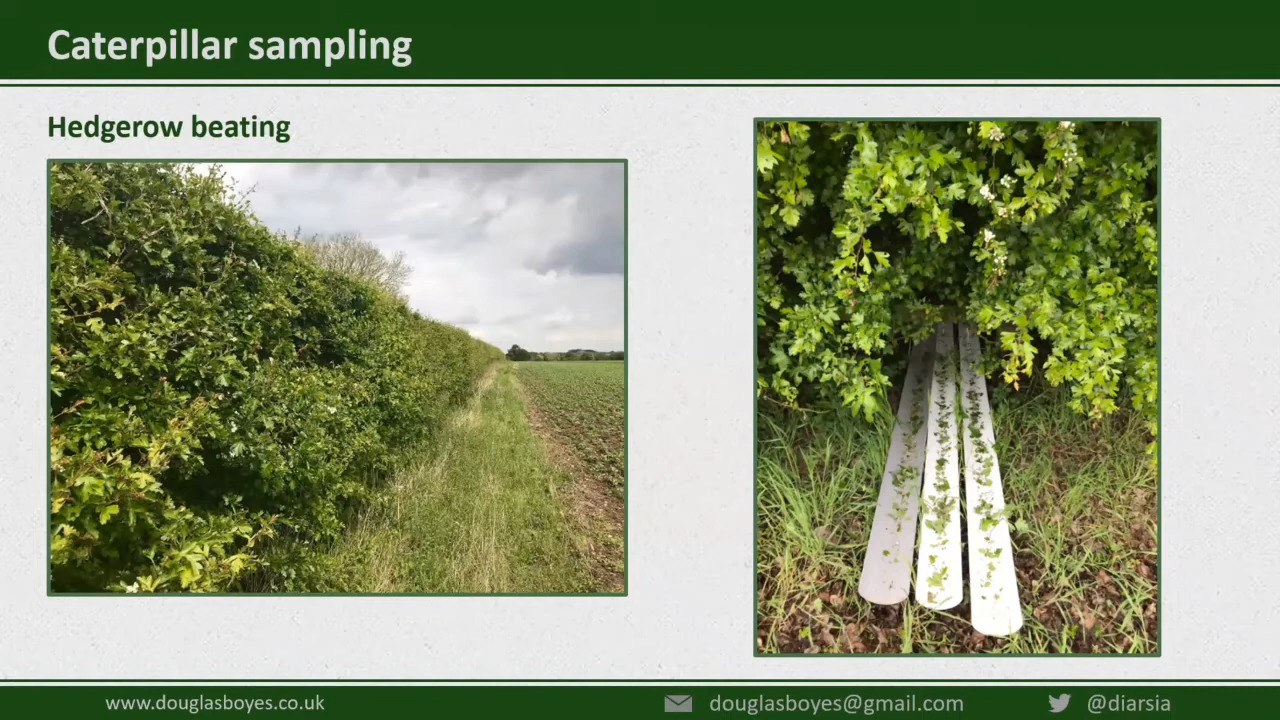 Caterpillar sampling
Hedgerow beating
www.douglasboyes.co.uk
douglasboyes@gmail.com
@diarsia